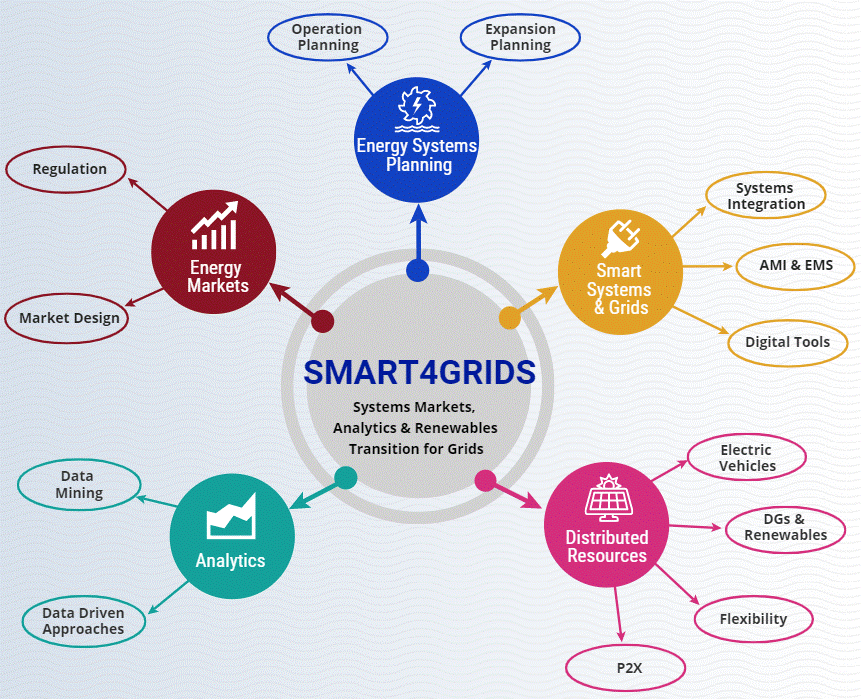 Operation
Planning
Expansion
Planning
Energy Systems
Planning
Regulation
Energy
Markets
Market Design
Systems
Integration
Smart
Systems
& Grids
AMI & EMS
Digital Tools
SMART4GRIDS
Systems Markets,
Analytics & Renewables
Transition for Grids
Data
Mining
Analytics
Data Driven
Approaches
Electric
Vehicles
Distributed
Resources
DGs &
Renewables
Flexibility
P2X